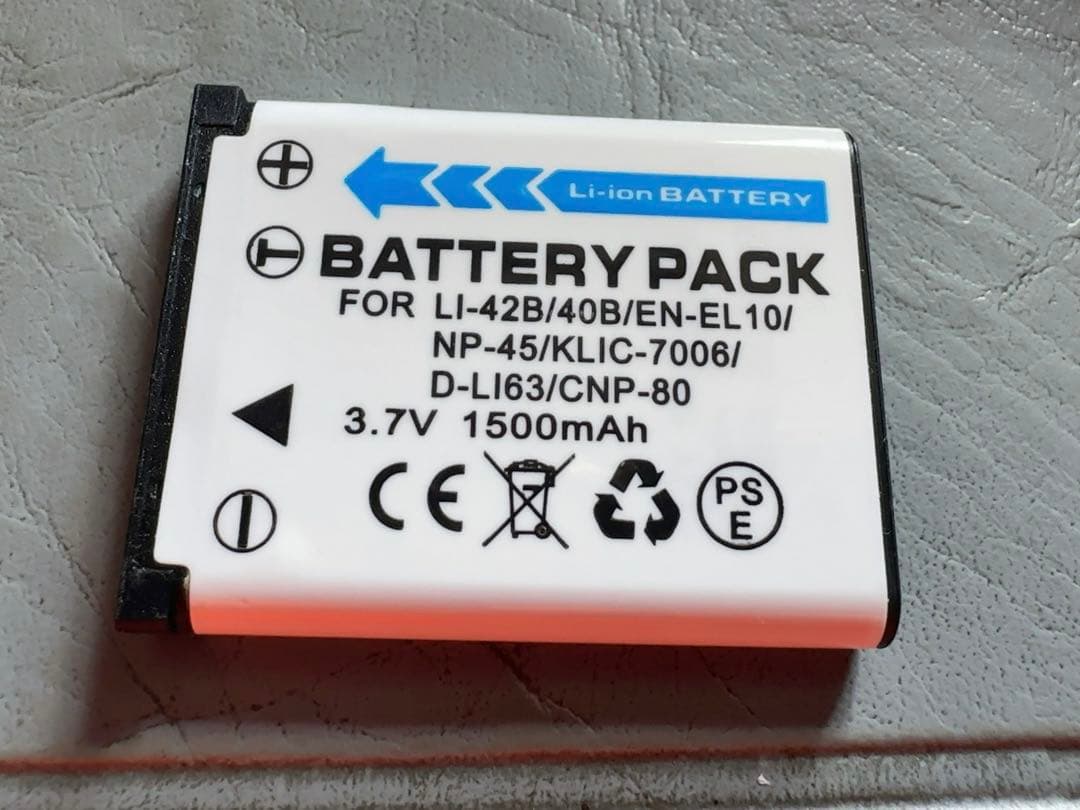 Li-ion BATTERY
+
T
BATTERY PACK
FOR LI-42B/40B/EN-EL10/
NP-45/KLIC-7006/
D-LI63/CNP-80
3.7V 1500mAh
-
CE
PS
E